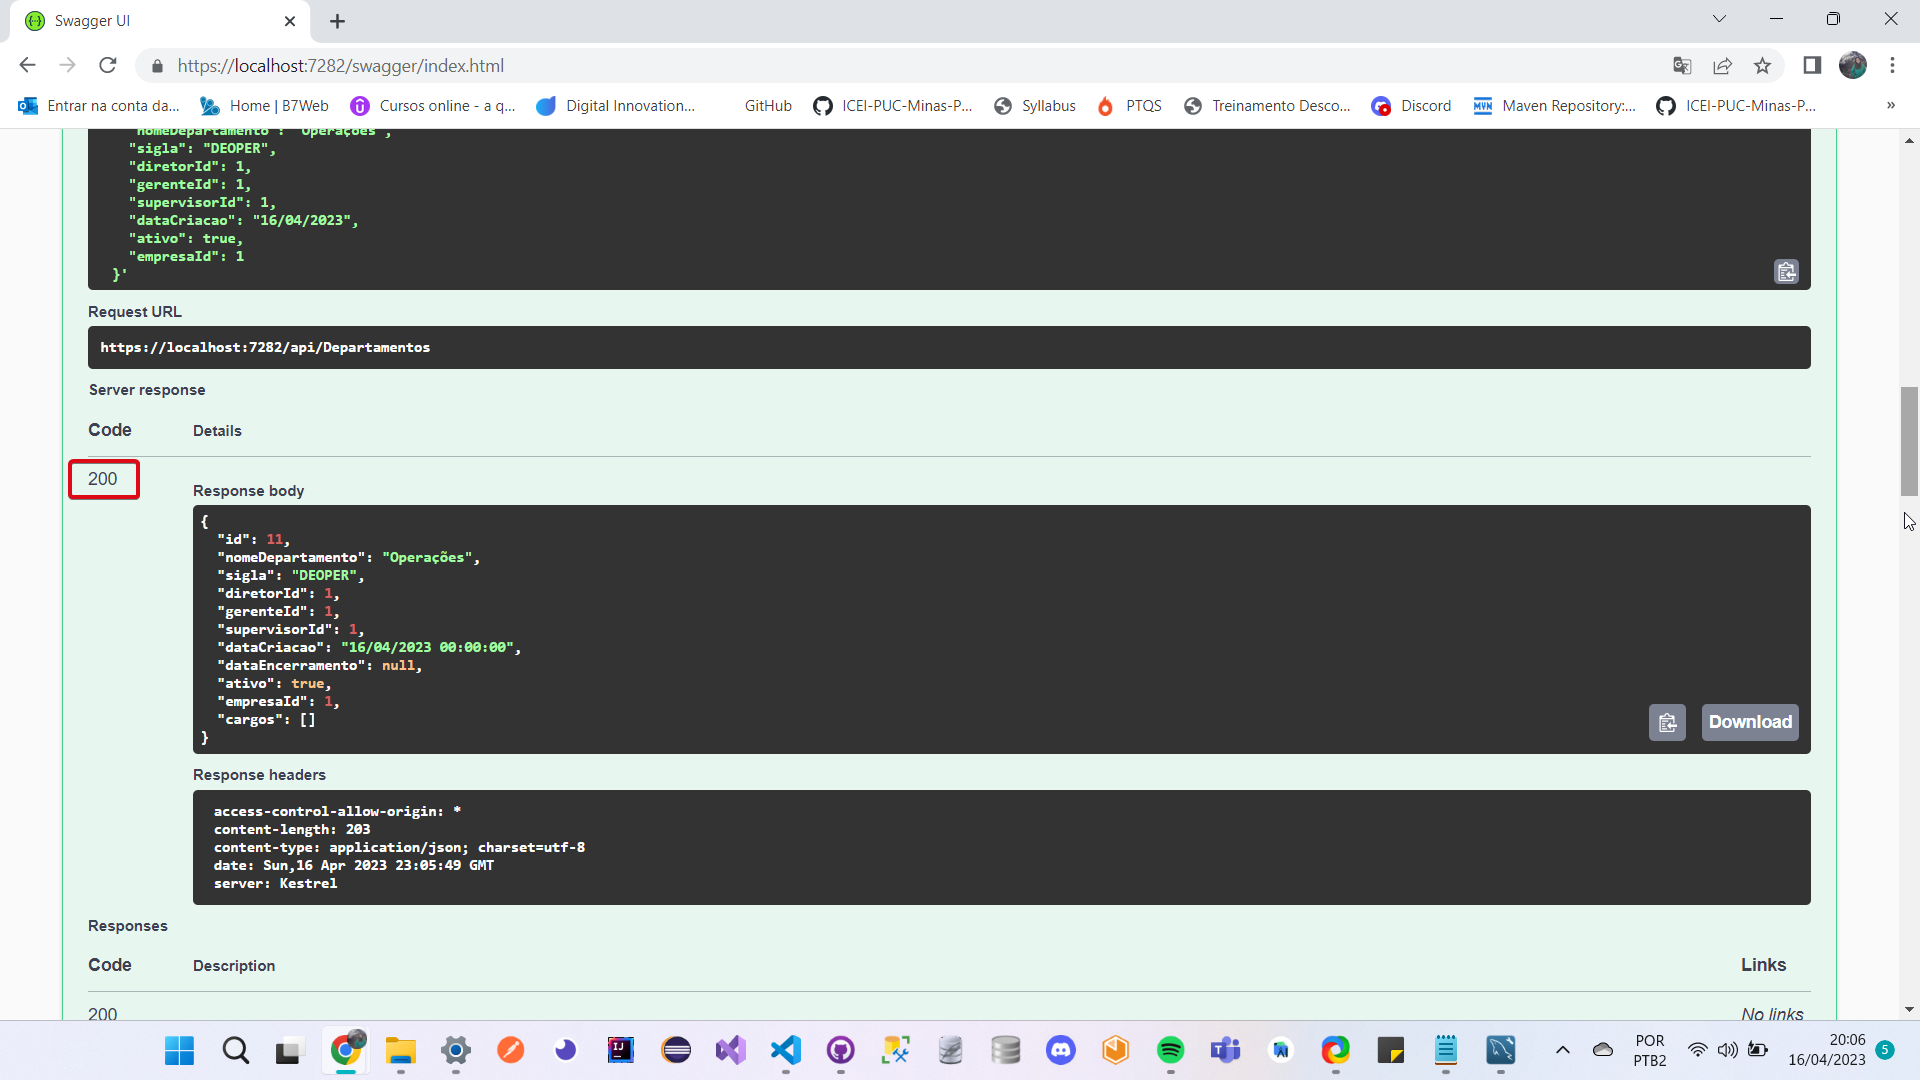 Swagger UI
https://localhost:7282/swagger/index.html
Entrar na conta da...
Home | B7Web
Cursos online - a q...
Digital Innovation...
GitHub
ICEI-PUC-Minas-P...
Syllabus
PTQS
Treinamento Desco...
Discord
Maven Repository:...
ICEI-PUC-Minas-P...
»
"nomeDepartamento": "Operações",
"sigla": "DEOPER",
"diretorId": 1,
"gerenteId": 1,
"supervisorId": 1,
"dataCriacao": "16/04/2023",
"ativo": true,
"empresaId": 1
}'
Request URL
https://localhost:7282/api/Departamentos
Server response
Code Details
200
Response body
{
"id": 11,
"nomeDepartamento": "Operações",
"sigla": "DEOPER",
"diretorId": 1,
"gerenteId": 1,
"supervisorId": 1,
"dataCriacao": "16/04/2023 00:00:00",
"dataEncerramento": null,
"ativo": true,
"empresaId": 1,
"cargos": []
}
Download
Response headers
access-control-allow-origin: *
content-length: 203
content-type: application/json; charset=utf-8
date: Sun,16 Apr 2023 23:05:49 GMT
server: Kestrel
Responses
Code Description Links
200 No links
POR
PTB2
20:06
16/04/2023
5